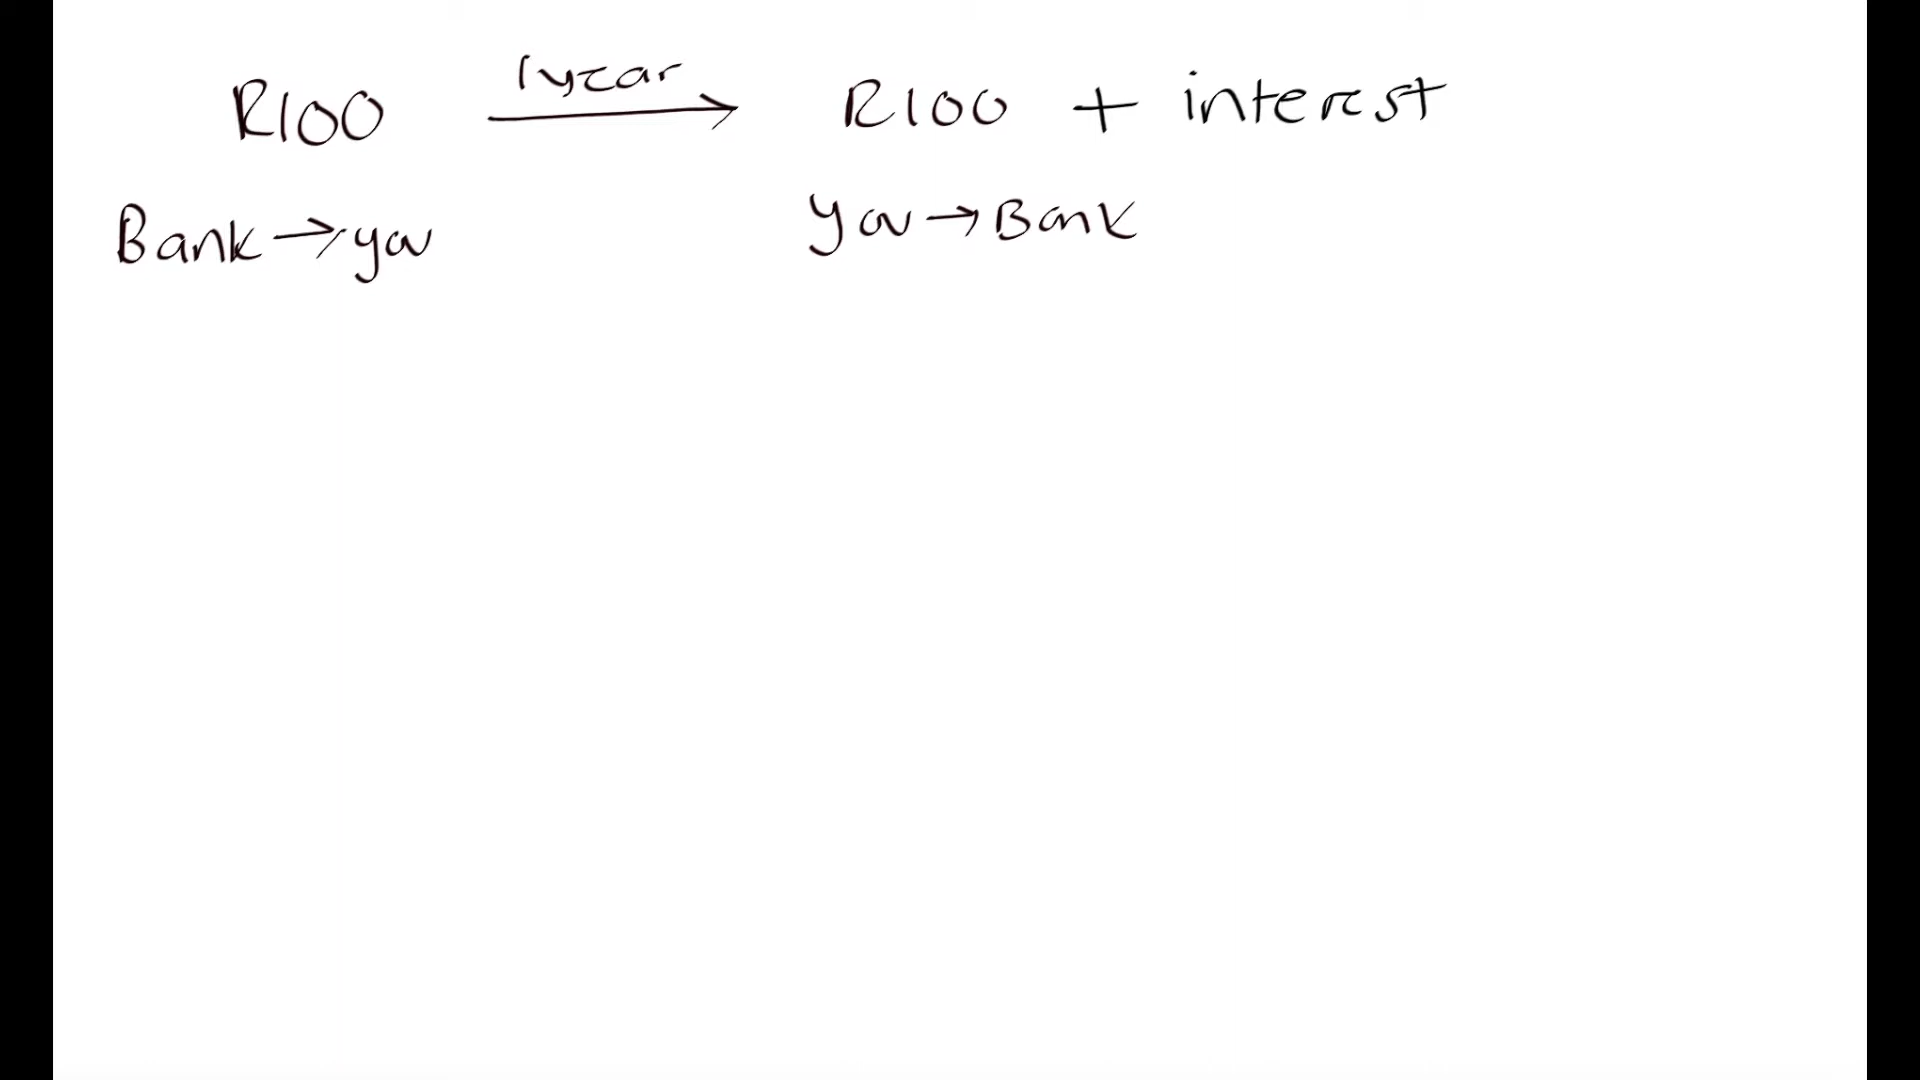 R100 1year → R100 + interest
Bank → you you → Bank